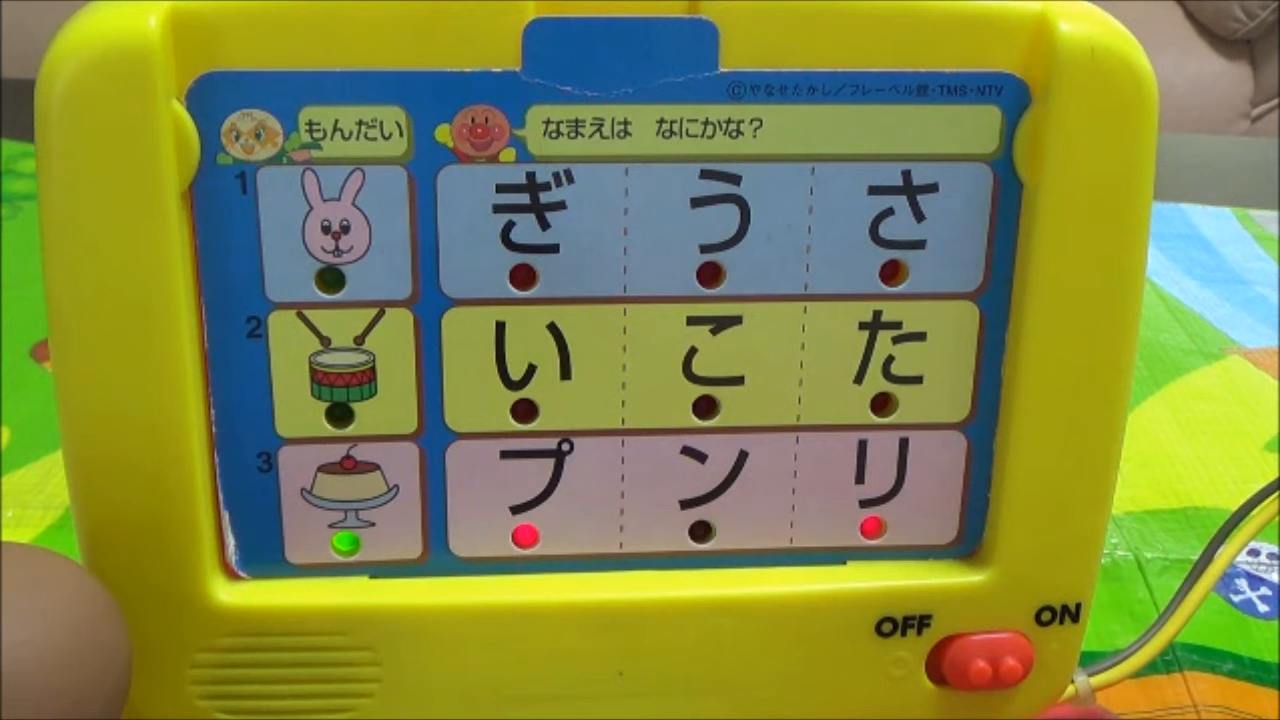 ©やなせたかし／フレーベル館・TMS・NTV
もんだい
なまえは なにかな?
1 ぎ う さ
2 い こ た
3 プ ン リ
OFF ON